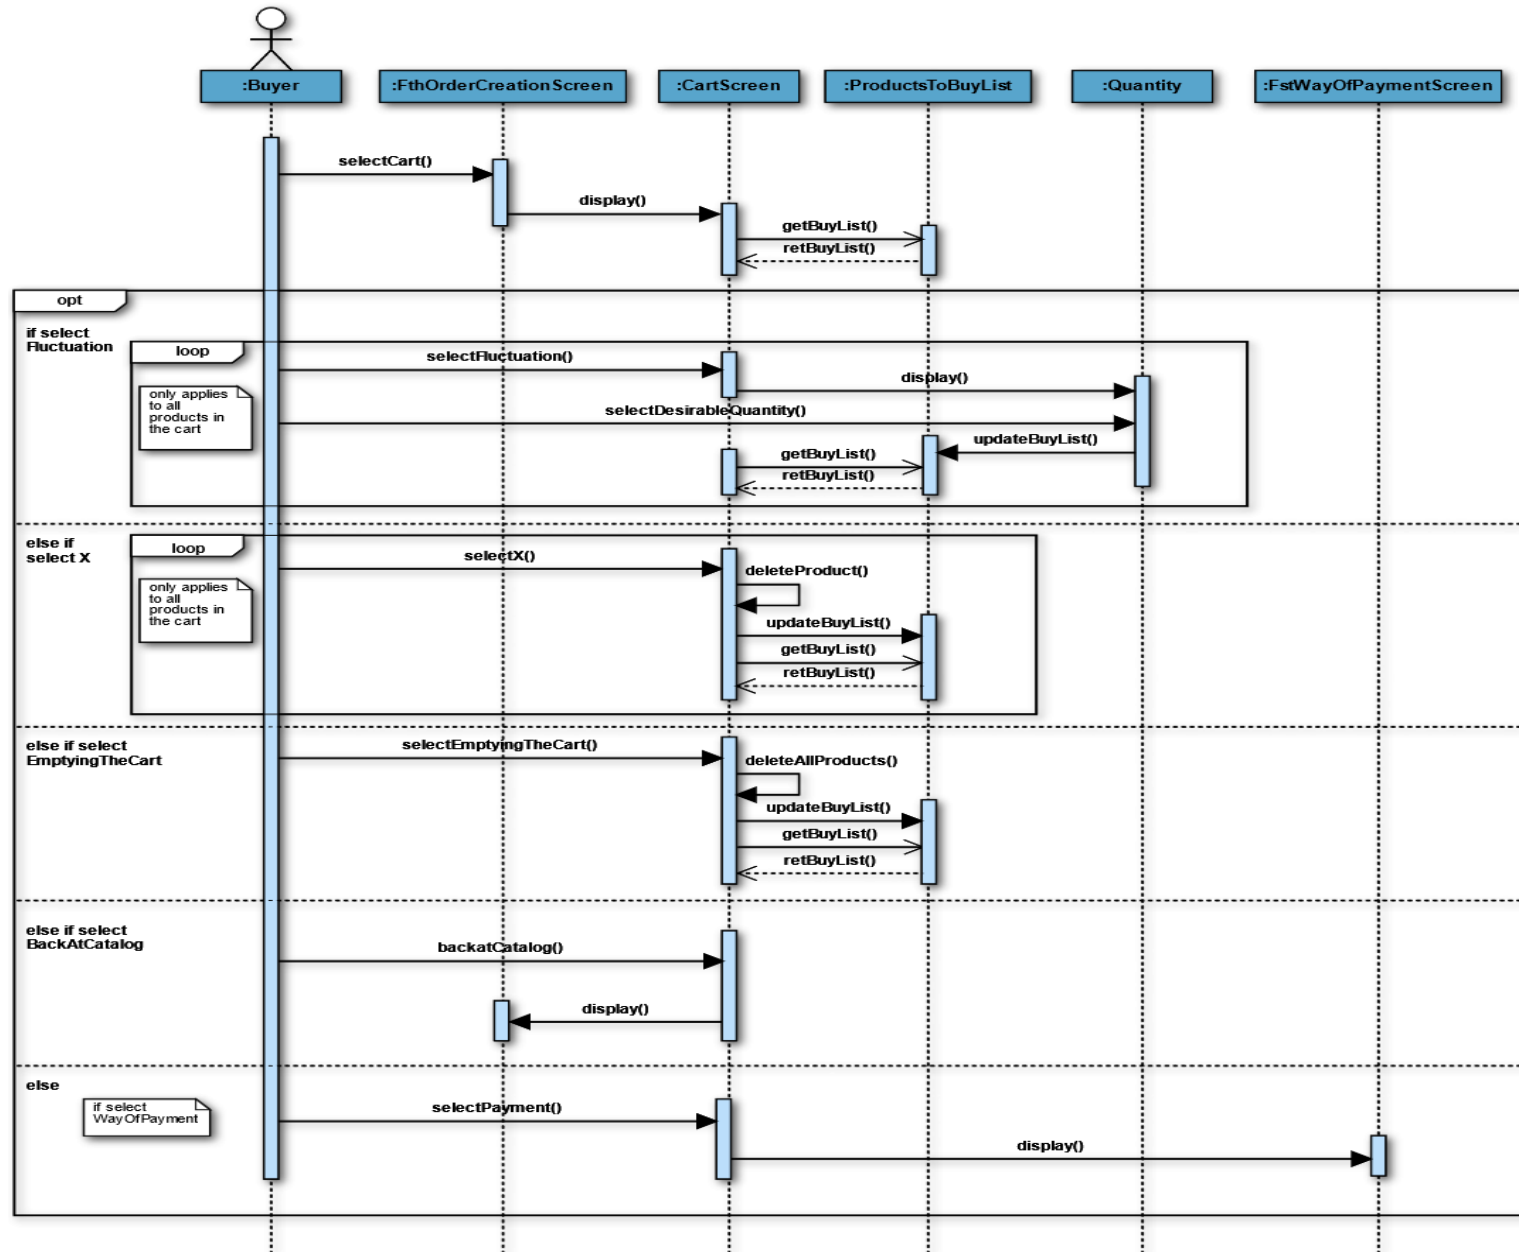 :Buyer
:FthOrderCreationScreen
:CartScreen
:ProductsToBuyList
:Quantity
:FstWayOfPaymentScreen
selectCart()
display()
getBuyList()
retBuyList()
opt
if select
Fluctuation
loop
only applies
to all
products in
the cart
selectFluctuation()
display()
selectDesirableQuantity()
updateBuyList()
getBuyList()
retBuyList()
else if
select X
loop
only applies
to all
products in
the cart
selectX()
deleteProduct()
updateBuyList()
getBuyList()
retBuyList()
else if select
EmptyingTheCart
selectEmptyingTheCart()
deleteAllProducts()
updateBuyList()
getBuyList()
retBuyList()
else if select
BackAtCatalog
backatCatalog()
display()
else
if select
WayOfPayment
selectPayment()
display()